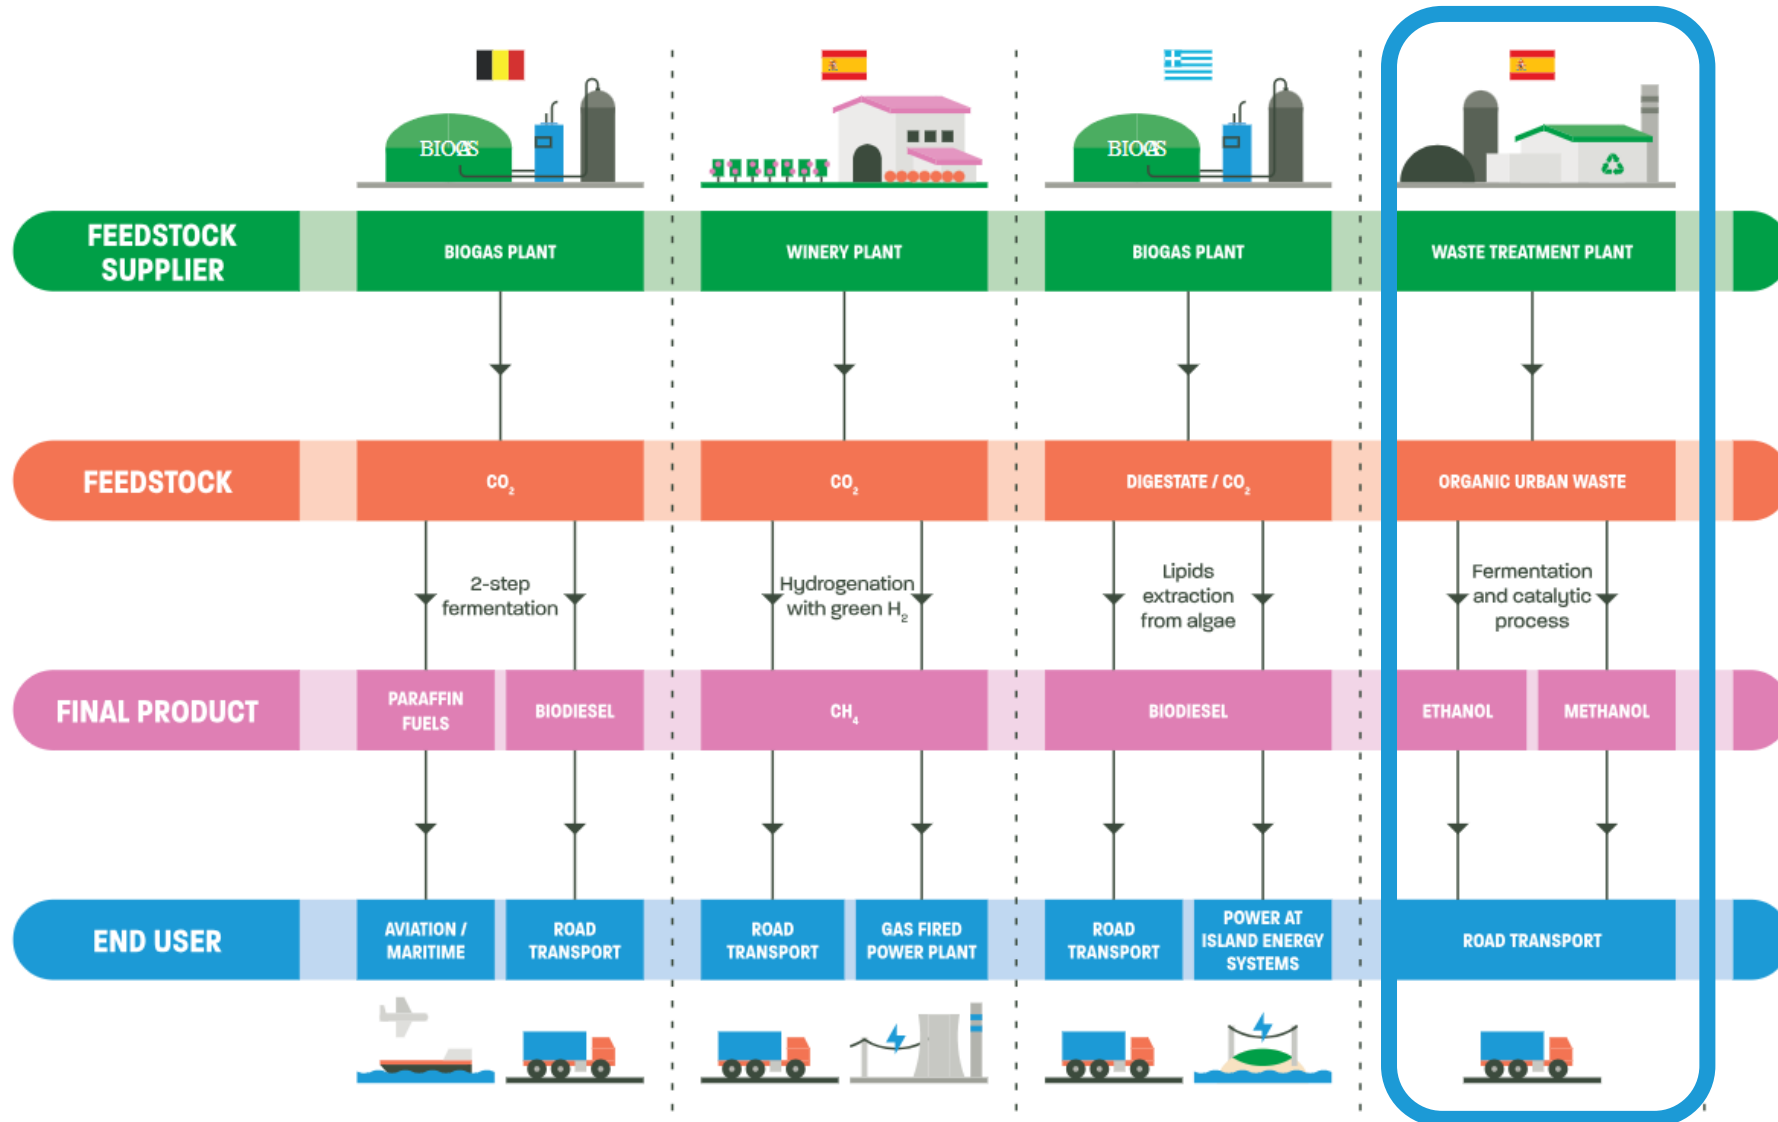 BIOGAS
BIOGAS
FEEDSTOCK
SUPPLIER
BIOGAS PLANT
WINERY PLANT
BIOGAS PLANT
WASTE TREATMENT PLANT
FEEDSTOCK
CO₂
CO₂
DIGESTATE / CO₂
ORGANIC URBAN WASTE
2-step
fermentation
Hydrogenation
with green H₂
Lipids
extraction
from algae
Fermentation
and catalytic
process
FINAL PRODUCT
PARAFFIN
FUELS
BIODIESEL
CH₄
BIODIESEL
ETHANOL
METHANOL
END USER
AVIATION /
MARITIME
ROAD
TRANSPORT
ROAD
TRANSPORT
GAS FIRED
POWER PLANT
ROAD
TRANSPORT
POWER AT
ISLAND ENERGY
SYSTEMS
ROAD TRANSPORT